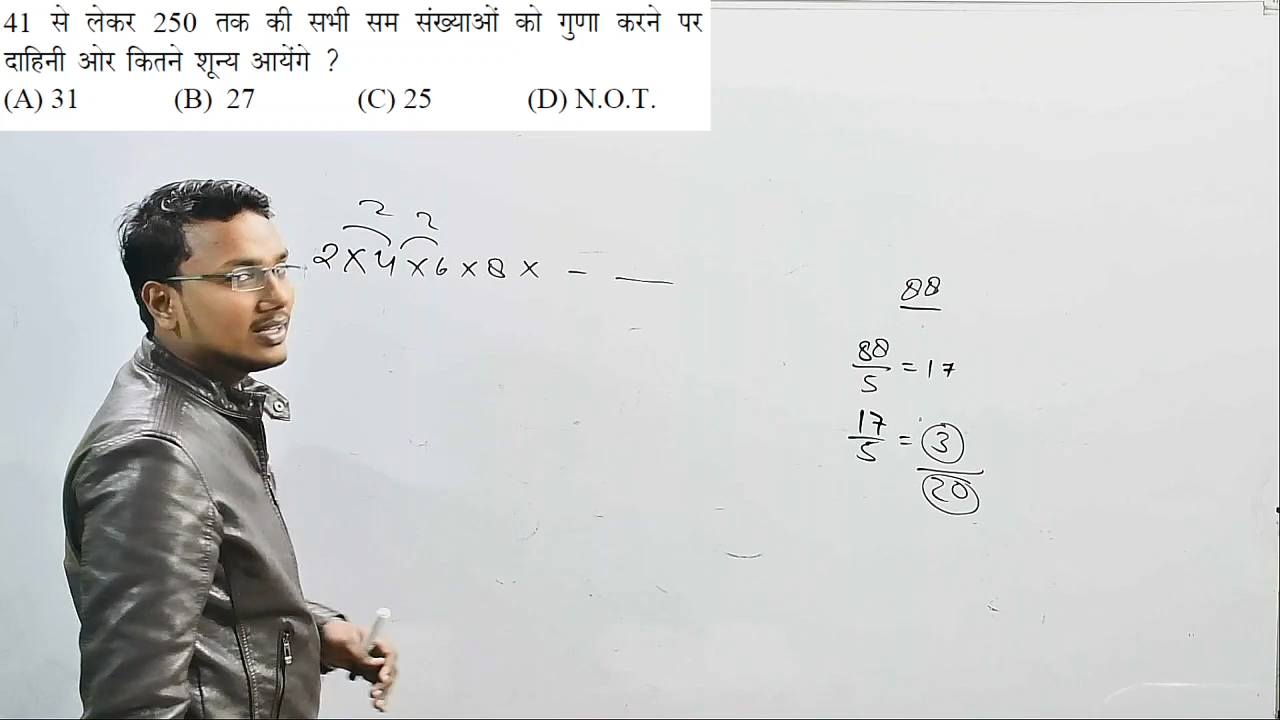 41 से लेकर 250 तक की सभी सम संख्याओं को गुणा करने पर
दाहिनी ओर कितने शून्य आयेंगे ?
(A) 31 (B) 27 (C) 25 (D) N.O.T.
2 2
2 x 4 x 6 x 8 x - —
88
88/5 = 17
17/5 = 3
20